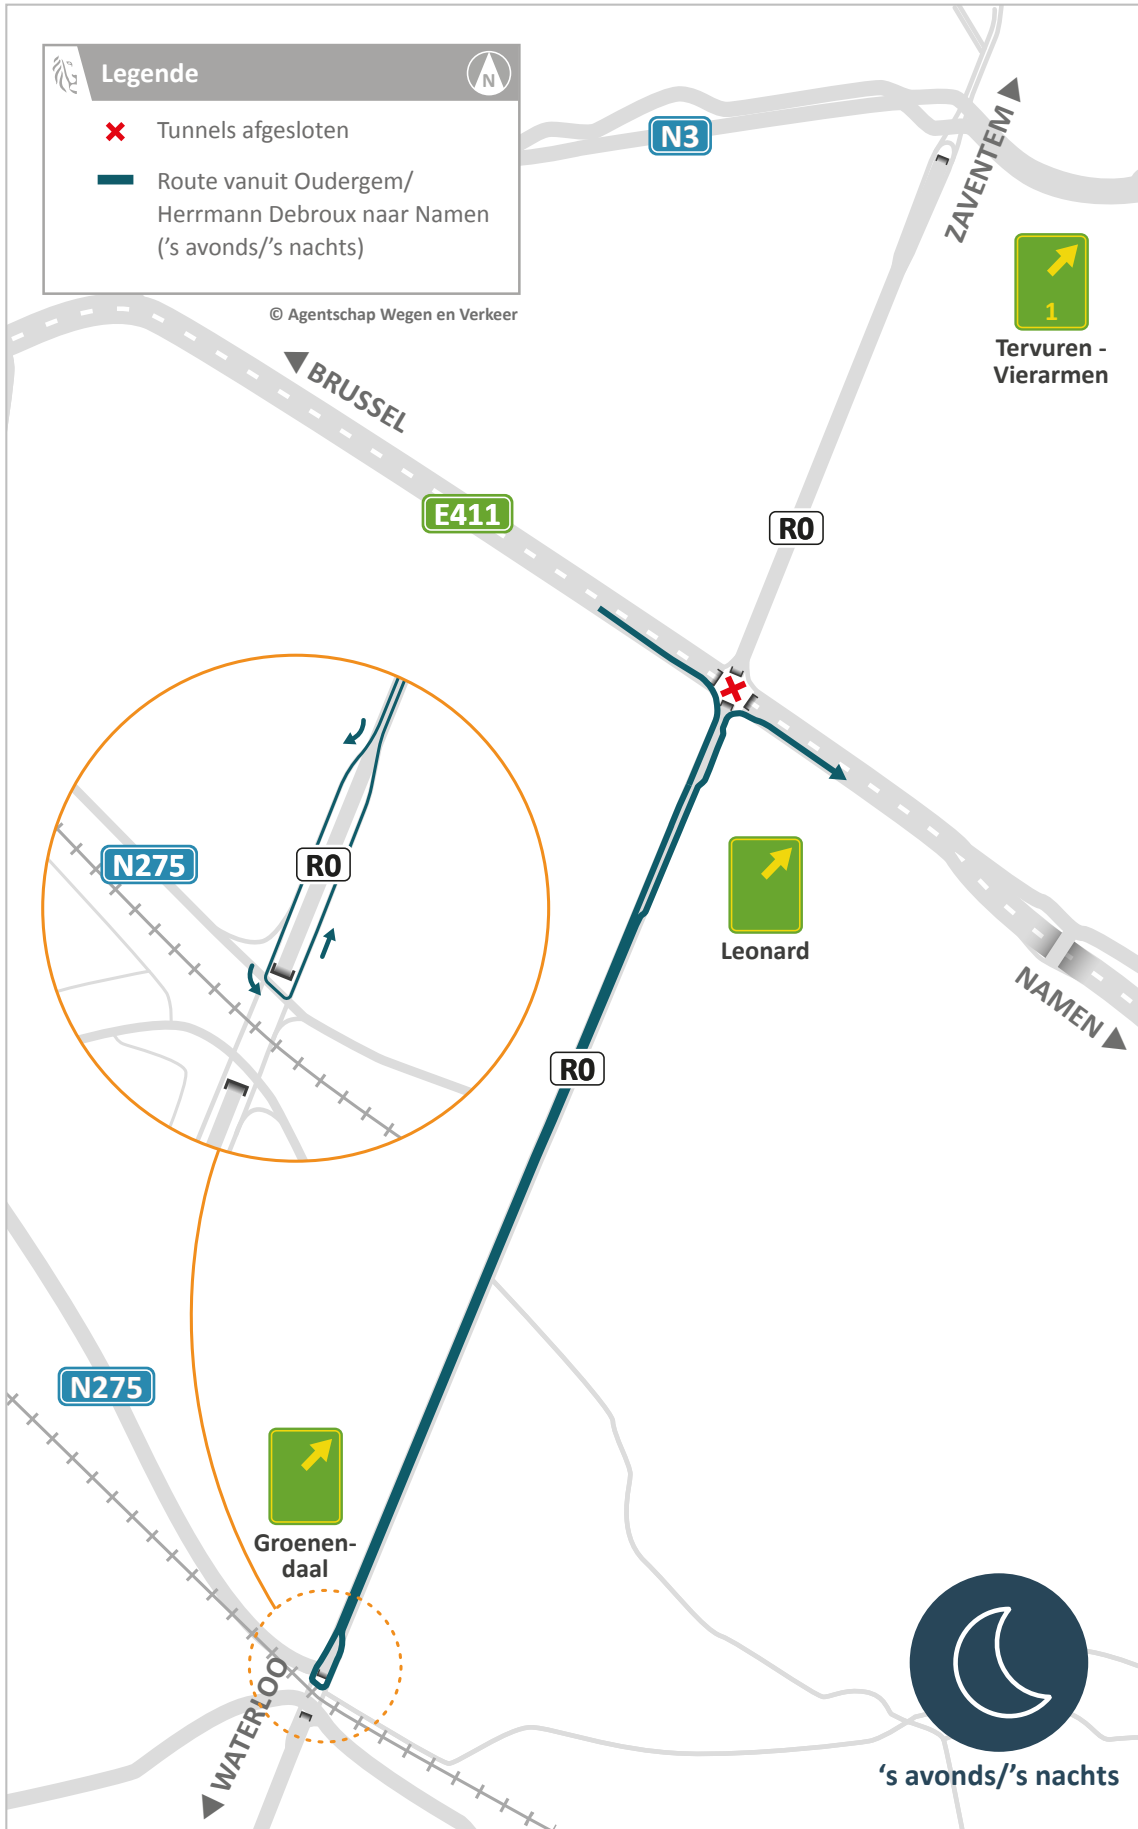 Legende
N
Tunnels afgesloten
Route vanuit Oudergem/
Herrmann Debroux naar Namen
('s avonds/'s nachts)
© Agentschap Wegen en Verkeer
N3
ZAVENTEM
1
Tervuren -
Vierarmen
BRUSSEL
E411
R0
N275
R0
Leonard
NAMEN
R0
N275
Groenen-
daal
WATERLOO
‘s avonds/’s nachts